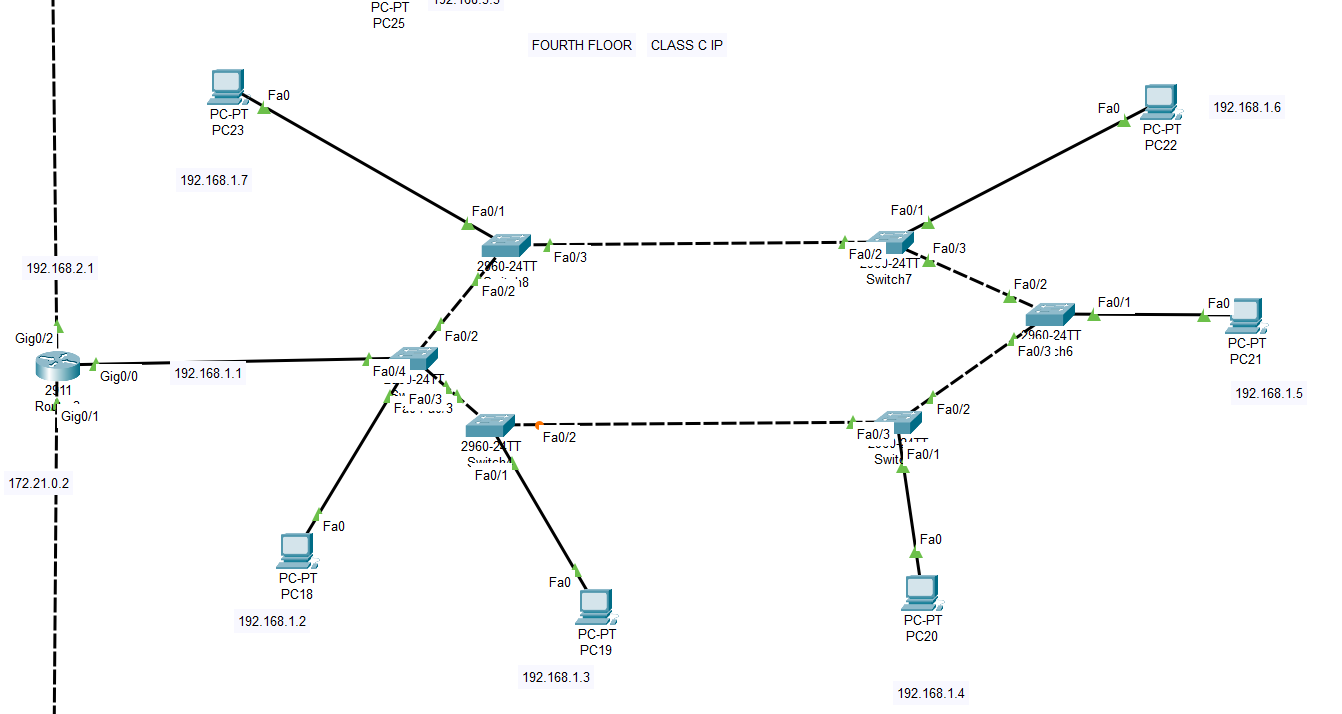 PC-PT
PC25
FOURTH FLOOR CLASS C IP
Fa0
PC-PT
PC23
192.168.1.7
Fa0
PC-PT
PC22
192.168.1.6
Fa0/1
Fa0/3
2960-24TT
Fa0/2
Fa0/1
Fa0/2
Fa0/3
Switch7
Fa0/2
Fa0/1
Fa0
2960-24TT
Fa0/3
PC-PT
PC21
192.168.1.5
192.168.2.1
Gig0/2
Gig0/0
2911
Gig0/1
172.21.0.2
192.168.1.1
Fa0/2
Fa0/4
Fa0/3
2960-24TT
Fa0/2
Fa0/1
Fa0/3
Fa0/2
Fa0/1
Fa0
PC-PT
PC18
192.168.1.2
Fa0
PC-PT
PC19
192.168.1.3
Fa0
PC-PT
PC20
192.168.1.4